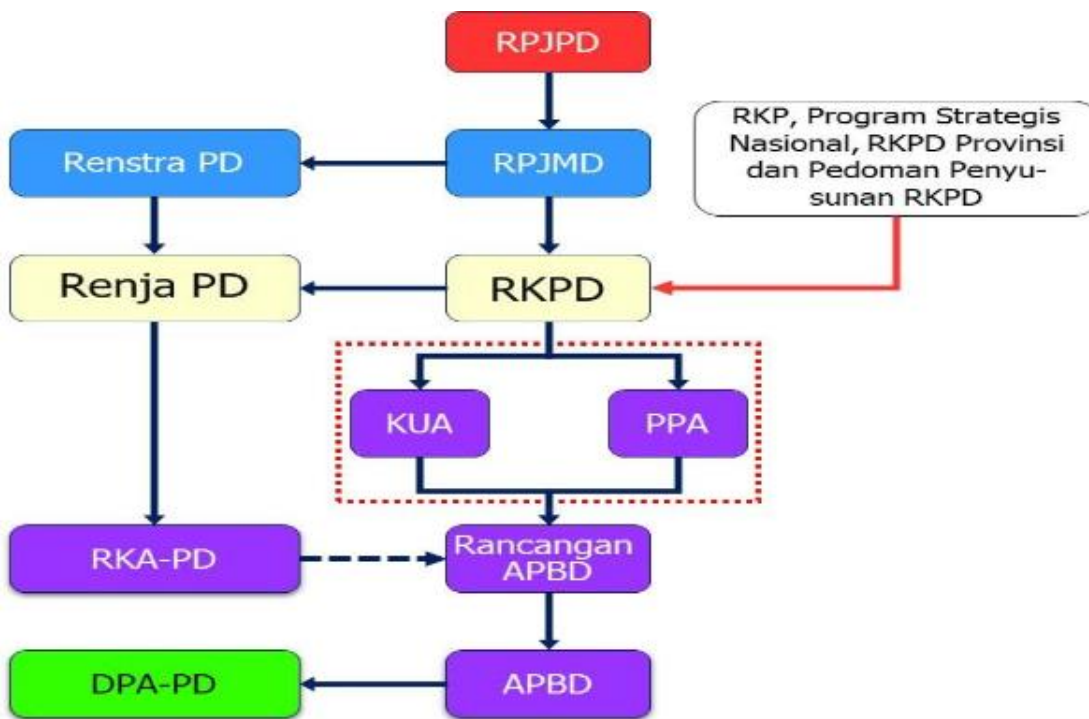 RPJPD
RKP, Program Strategis
Nasional, RKPD Provinsi
dan Pedoman Penyu-
sunan RKPD
Renstra PD
RPJMD
Renja PD
RKPD
KUA
PPA
RKA-PD
Rancangan
APBD
DPA-PD
APBD